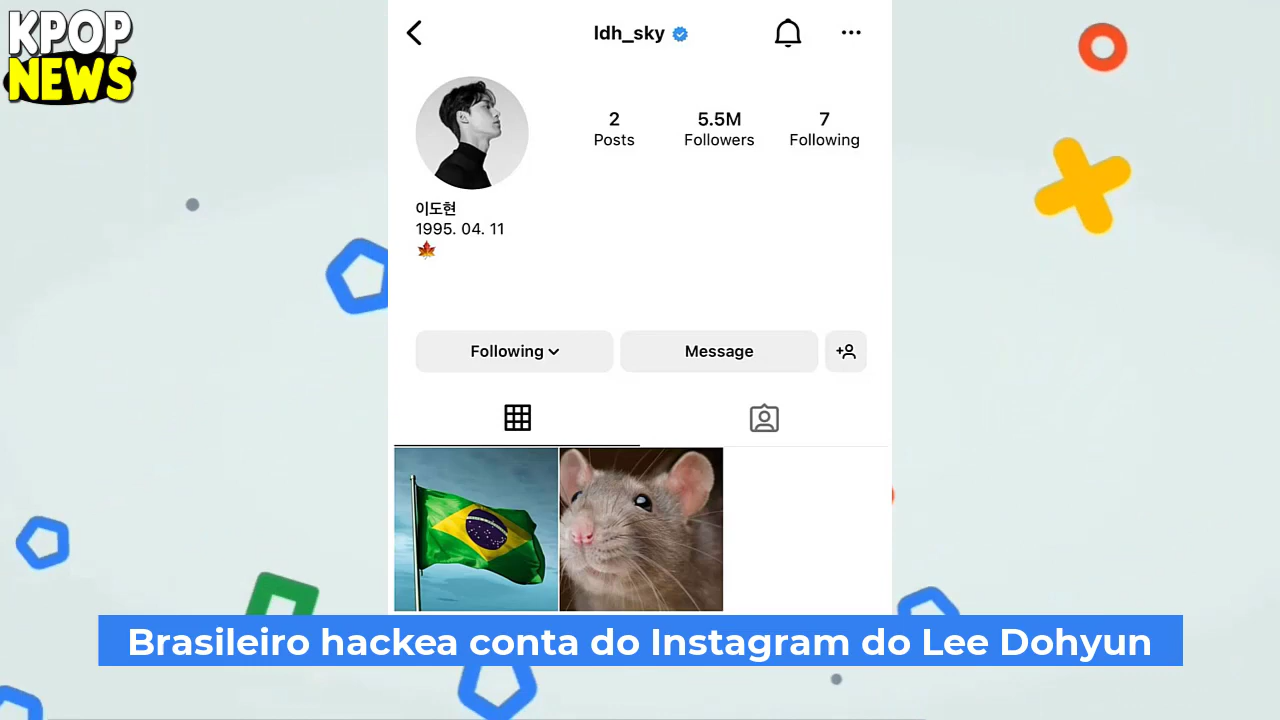 KPOP
NEWS
ldh_sky
2
Posts
5.5M
Followers
7
Following
이도현
1995. 04. 11
Following
Message
Brasileiro hackea conta do Instagram do Lee Dohyun